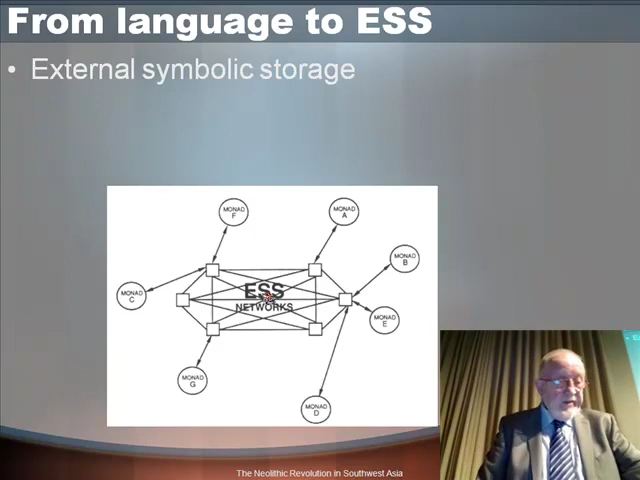 From language to ESS
• External symbolic storage
MONAD
F
MONAD
A
MONAD
B
MONAD
C
ESS
NETWORKS
MONAD
E
MONAD
G
MONAD
D
The Neolithic Revolution in Southwest Asia